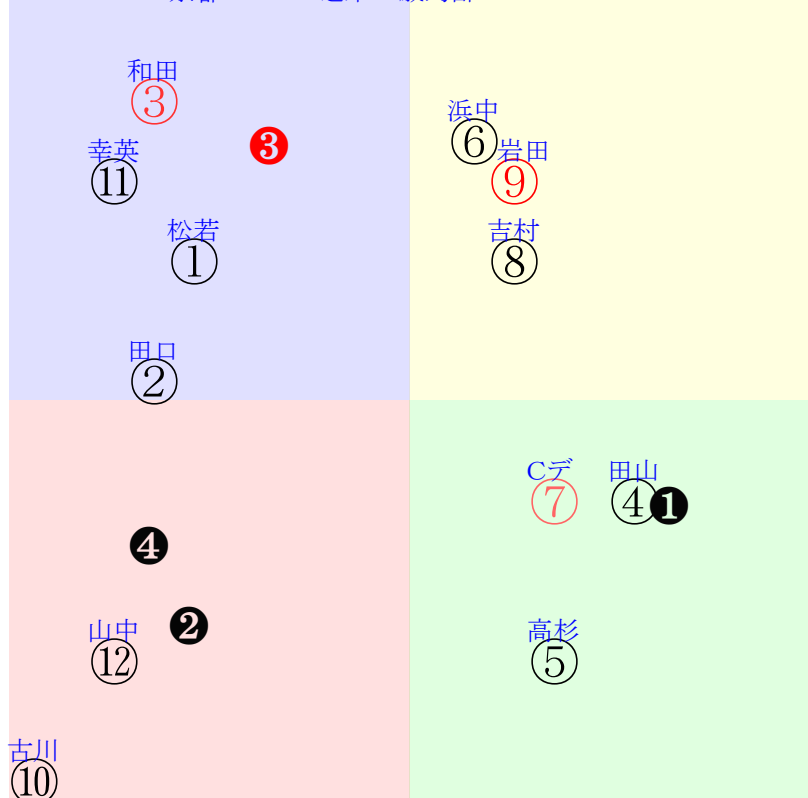 和田
③
❸
浜中
⑥
岩田
⑨
幸英
⑪
松若
①
吉村
⑧
田口
②
Cデ
⑦
田山
④
❶
❹
山中
⑫
❷
高杉
⑤
古川
⑩